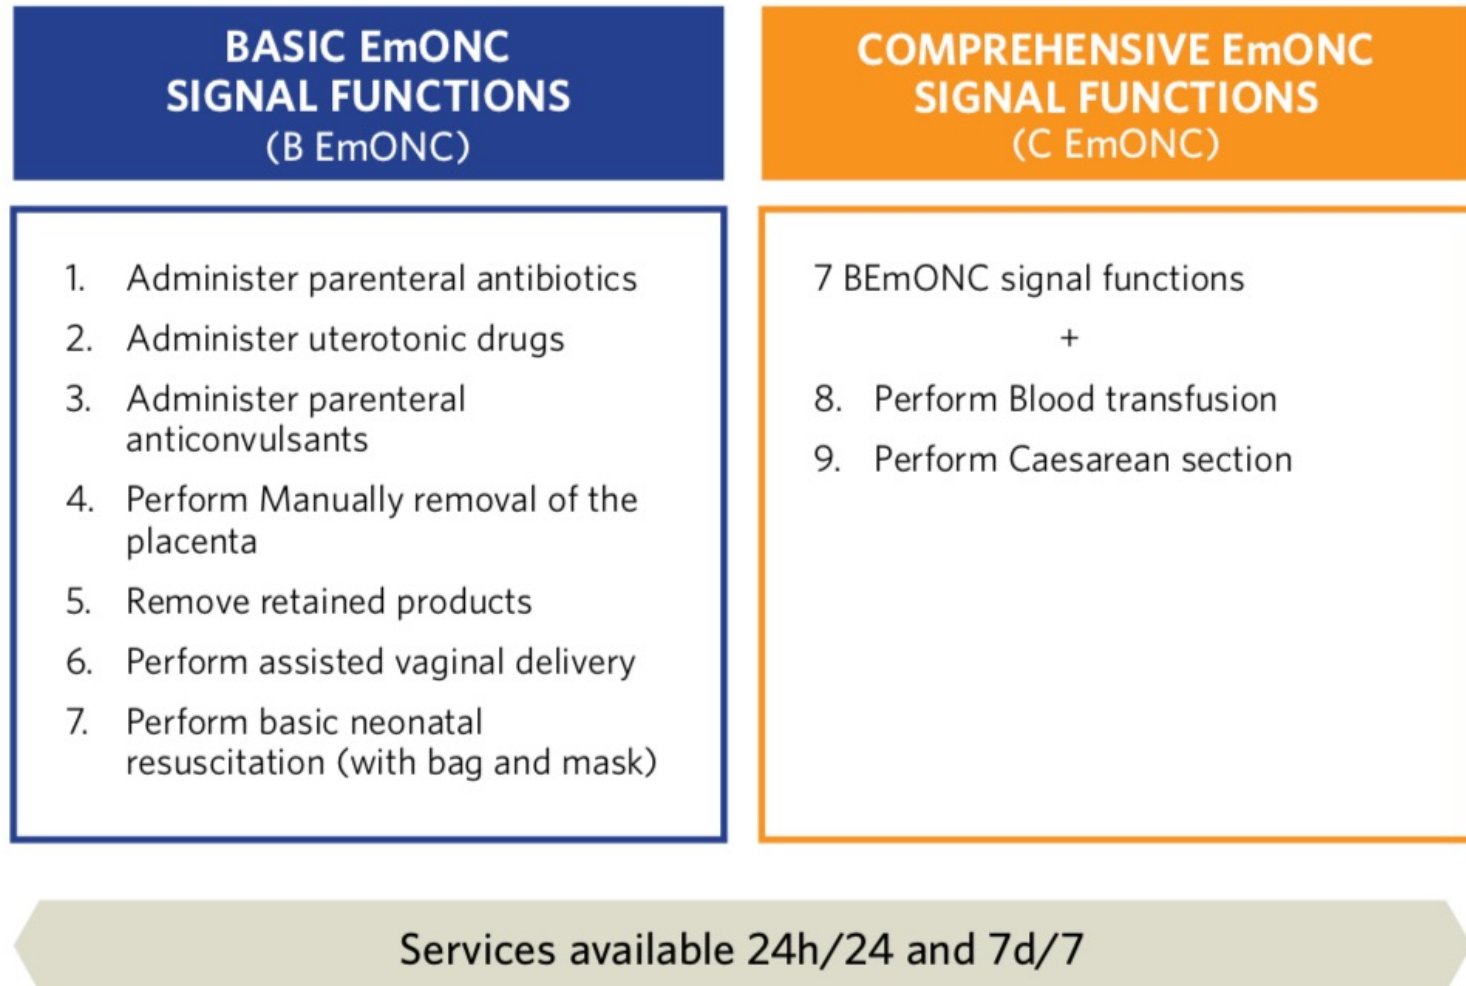 BASIC EmONC
SIGNAL FUNCTIONS
(B EmONC)
1. Administer parenteral antibiotics
2. Administer uterotonic drugs
3. Administer parenteral
anticonvulsants
4. Perform Manually removal of the
placenta
5. Remove retained products
6. Perform assisted vaginal delivery
7. Perform basic neonatal
resuscitation (with bag and mask)
COMPREHENSIVE EmONC
SIGNAL FUNCTIONS
(C EmONC)
7 BEmONC signal functions
+
8. Perform Blood transfusion
9. Perform Caesarean section
Services available 24h/24 and 7d/7